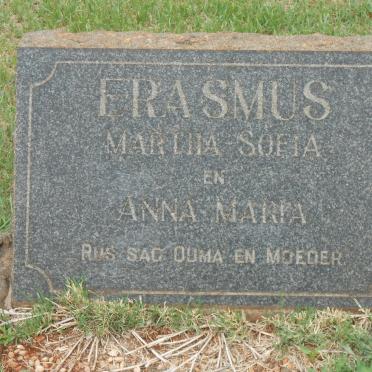 ERASMUS
MARTHA SOFIA
EN
ANNA MARIA
RUS SAG OUMA EN MOEDER